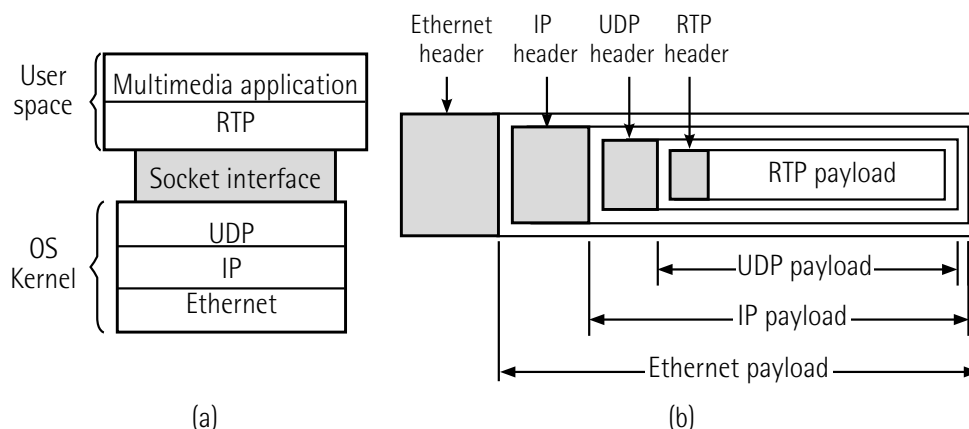 User
space
Multimedia application
RTP
Socket interface
OS
Kernel
UDP
IP
Ethernet
(a)
Ethernet
header
IP
header
UDP
header
RTP
header
RTP payload
UDP payload
IP payload
Ethernet payload
(b)